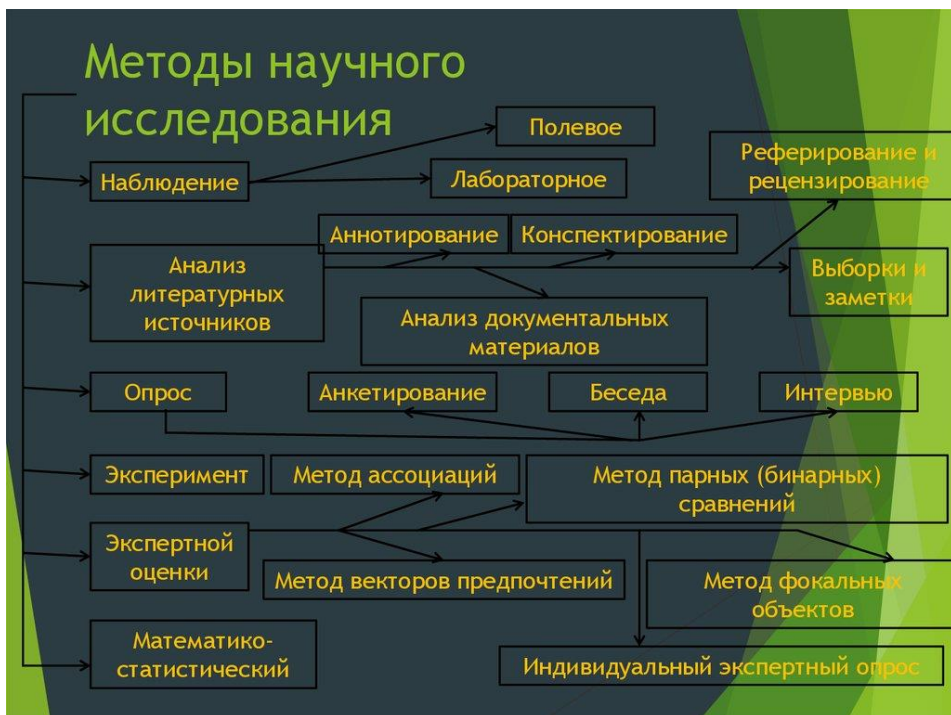 Методы научного
исследования
Полевое
Наблюдение
Лабораторное
Реферирование и
рецензирование
Аннотирование
Конспектирование
Анализ
литературных
источников
Выборки и
заметки
Анализ документальных
материалов
Опрос
Анкетирование
Беседа
Интервью
Эксперимент
Метод ассоциаций
Метод парных (бинарных)
сравнений
Экспертной
оценки
Метод векторов предпочтений
Метод фокальных
объектов
Математико-
статистический
Индивидуальный экспертный опрос